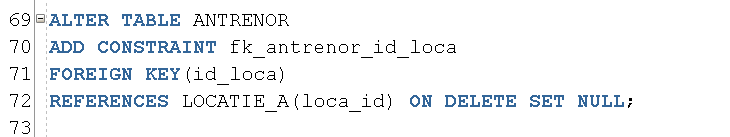 69 ALTER TABLE ANTRENOR
70 ADD CONSTRAINT fk_antrenor_id_loca
71 FOREIGN KEY(id_loca)
72 REFERENCES LOCATIE_A(loca_id) ON DELETE SET NULL;
73